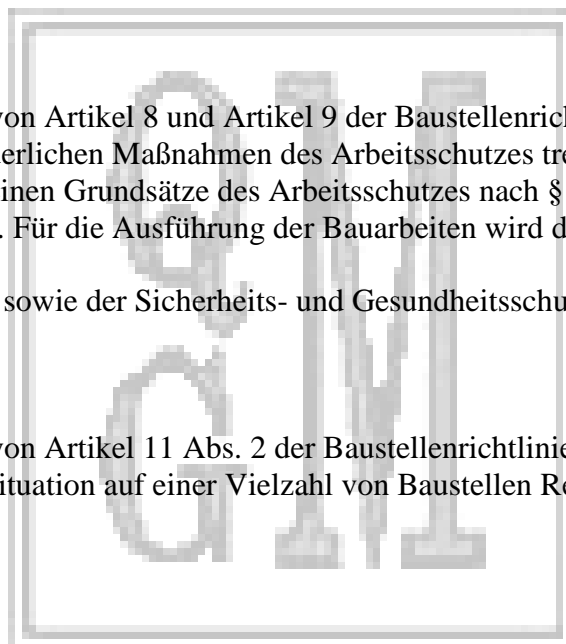 von Artikel 8 und Artikel 9 der Baustellenrich
erlichen Maßnahmen des Arbeitsschutzes tre
inen Grundsätze des Arbeitsschutzes nach §
. Für die Ausführung der Bauarbeiten wird d
sowie der Sicherheits- und Gesundheitsschu
von Artikel 11 Abs. 2 der Baustellenrichtlinie
ituation auf einer Vielzahl von Baustellen Re
QM
G